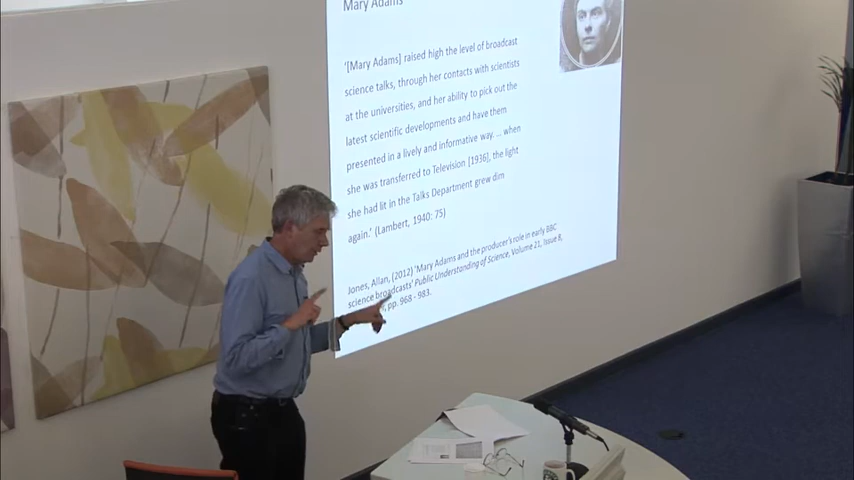 Mary Adams
'[Mary Adams] raised high the level of broadcast
science talks, through her contacts with scientists
at the universities, and her ability to pick out the
latest scientific developments and have them
presented in a lively and informative way. ... when
she was transferred to Television [1936], the light
she had lit in the Talks Department grew dim
again.' (Lambert, 1940: 75)
Jones, Allan, (2012) 'Mary Adams and the producer's role in early BBC
science broadcasts' Public Understanding of Science, Volume 21, Issue 8,
pp. 968 - 983.